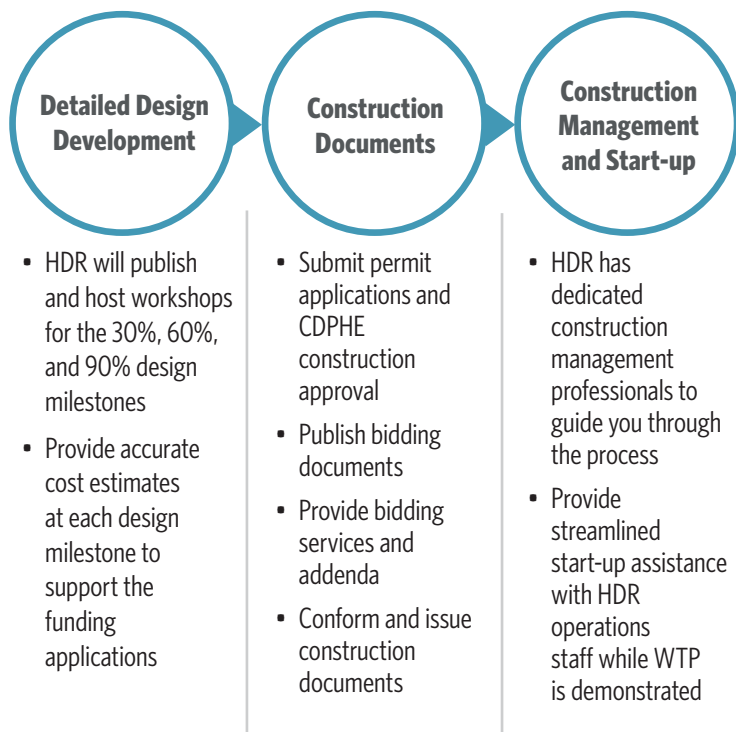 Detailed Design
Development
Construction
Documents
Construction
Management
and Start-up
• HDR will publish
and host workshops
for the 30%, 60%,
and 90% design
milestones
• Provide accurate
cost estimates
at each design
milestone to
support the
funding
applications
• Submit permit
applications and
CDPHE
construction
approval
• Publish bidding
documents
• Provide bidding
services and
addenda
• Conform and issue
construction
documents
• HDR has
dedicated
construction
management
professionals to
guide you through
the process
• Provide
streamlined
start-up assistance
with HDR
operations
staff while WTP
is demonstrated